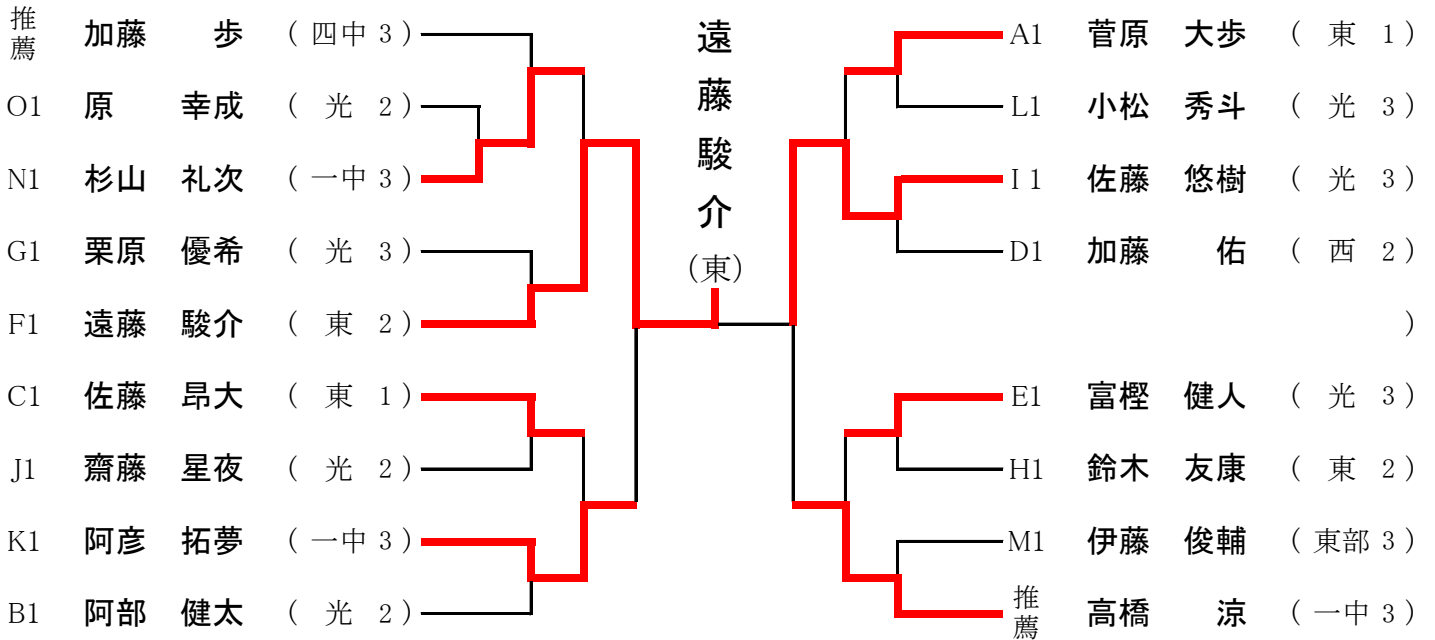 推薦 加藤 歩 (四中 3)
O1 原 幸成 (光 2)
N1 杉山 礼次 (一中 3)
G1 栗原 優希 (光 3)
F1 遠藤 駿介 (東 2)
C1 佐藤 昂大 (東 1)
J1 齋藤 星夜 (光 2)
K1 阿彦 拓夢 (一中 3)
B1 阿部 健太 (光 2)
遠藤駿介
(東)
A1 菅原 大歩 (東 1)
L1 小松 秀斗 (光 3)
I1 佐藤 悠樹 (光 3)
D1 加藤 佑 (西 2)
)
E1 富樫 健人 (光 3)
H1 鈴木 友康 (東 2)
M1 伊藤 俊輔 (東部 3)
推薦 高橋 涼 (一中 3)